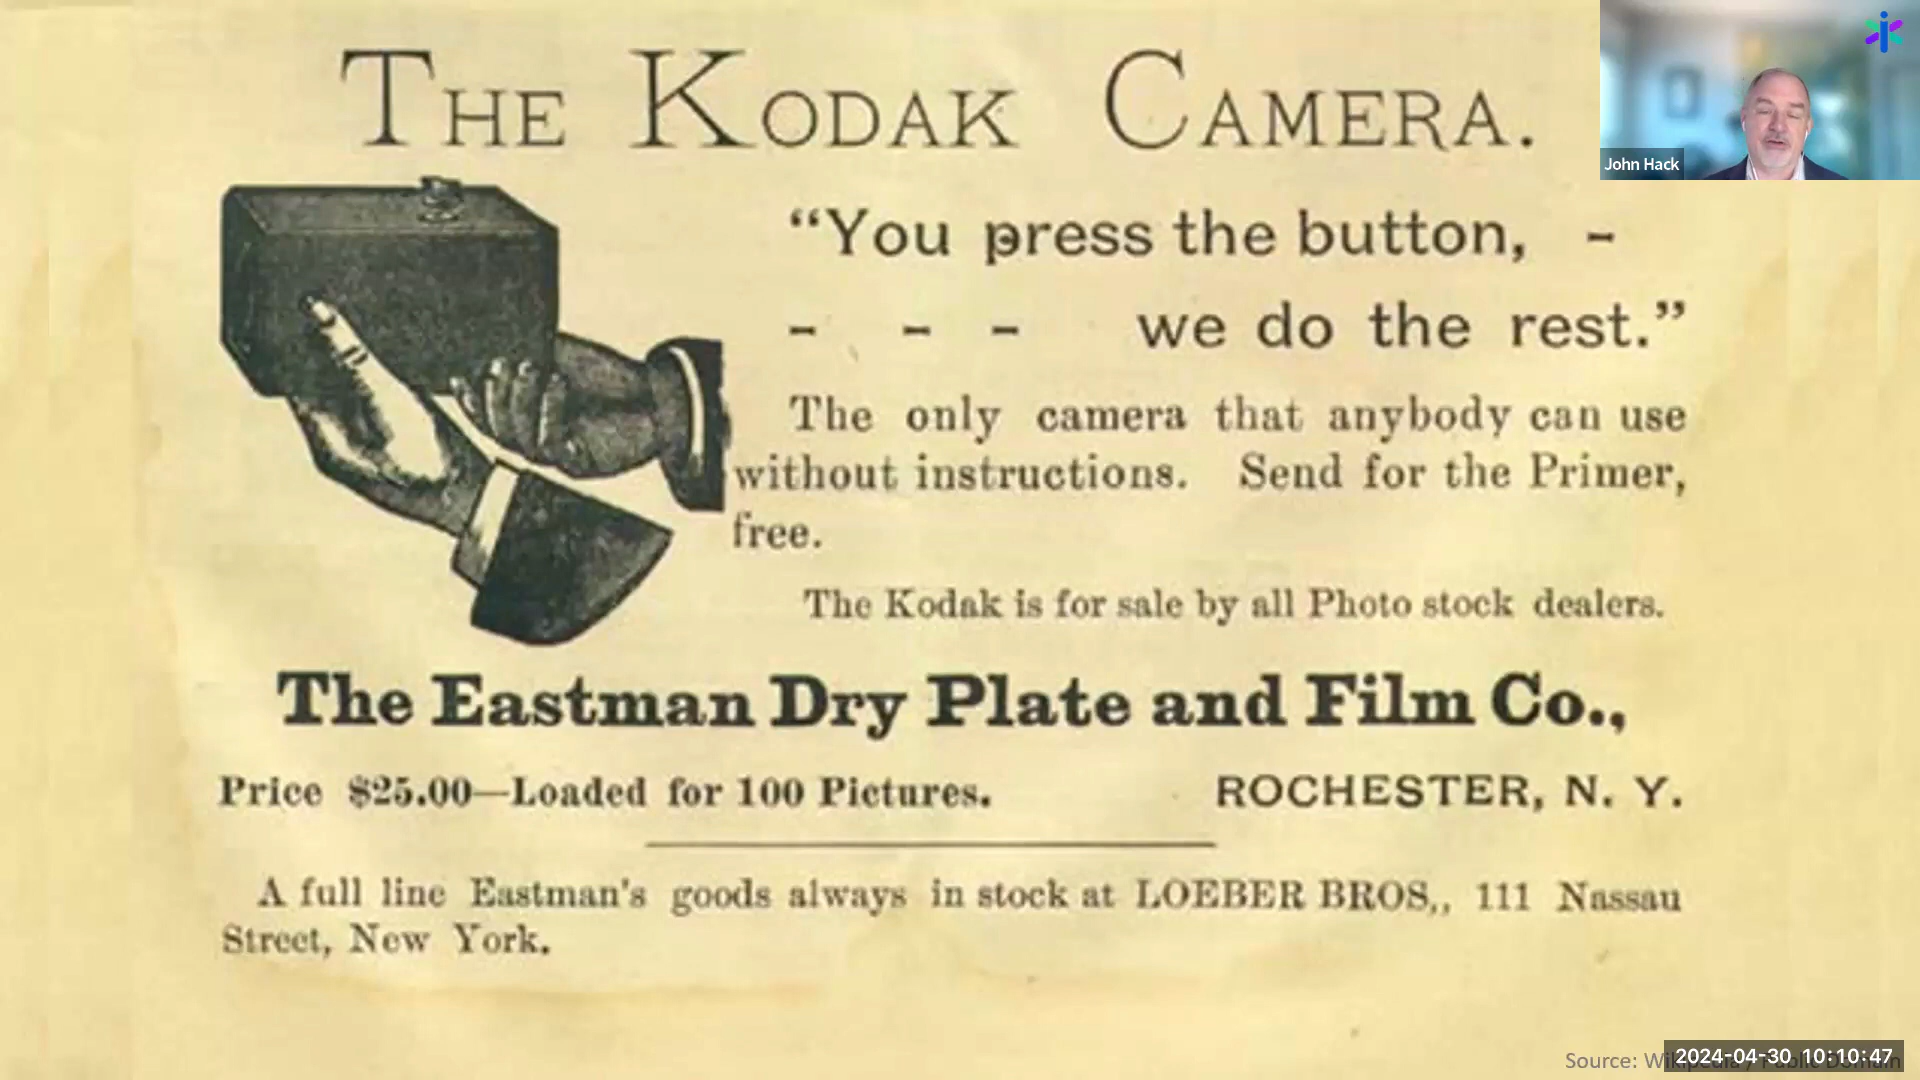 THE KODAK CAMERA.
John Hack
“You press the button, -
- - - we do the rest.”
The only camera that anybody can use
without instructions. Send for the Primer,
free.
The Kodak is for sale by all Photo stock dealers.
The Eastman Dry Plate and Film Co.,
Price $25.00—Loaded for 100 Pictures. ROCHESTER, N. Y.
A full line Eastman's goods always in stock at LOEBER BROS,, 111 Nassau
Street, New York.
Source: Wikipedia / Public Domain
2024-04-30 10:10:47